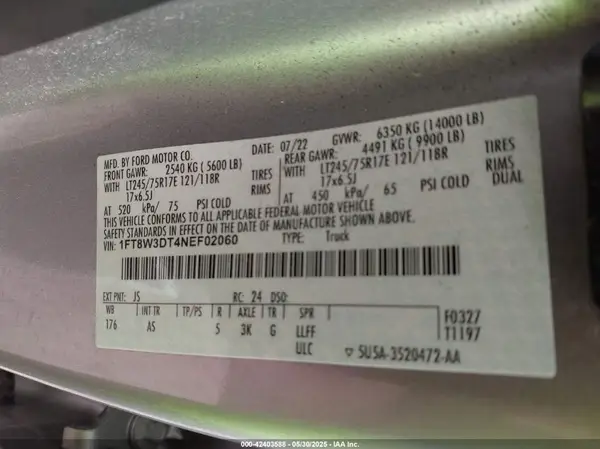 MFG. BY FORD MOTOR CO. DATE: 07/22 GVWR: 6350 KG (14000 LB)
FRONT GAWR: 2540 KG (5600 LB) REAR GAWR: 4491 KG (9900 LB)
WITH LT245/75R17E 121/118R TIRES WITH LT245/75R17E 121/118R TIRES
17x6.5J RIMS 17x6.5J RIMS
AT 520 kPa/ 75 PSI COLD AT 450 kPa/ 65 PSI COLD DUAL
THIS VEHICLE CONFORMS TO ALL APPLICABLE FEDERAL MOTOR VEHICLE
SAFETY STANDARDS IN EFFECT ON THE DATE OF MANUFACTURE SHOWN ABOVE.
VIN: 1FT8W3DT4NEF02060 TYPE: Truck
EXT PNT: JS RC: 24 DSO:
WB INT TR TP/PS R AXLE TR SPR F0327
176 AS 5 3K G LLFF T1197
ULC ▽ 5U5A-3520472-AA
000-42403588 - 05/30/2025 - IAA Inc.